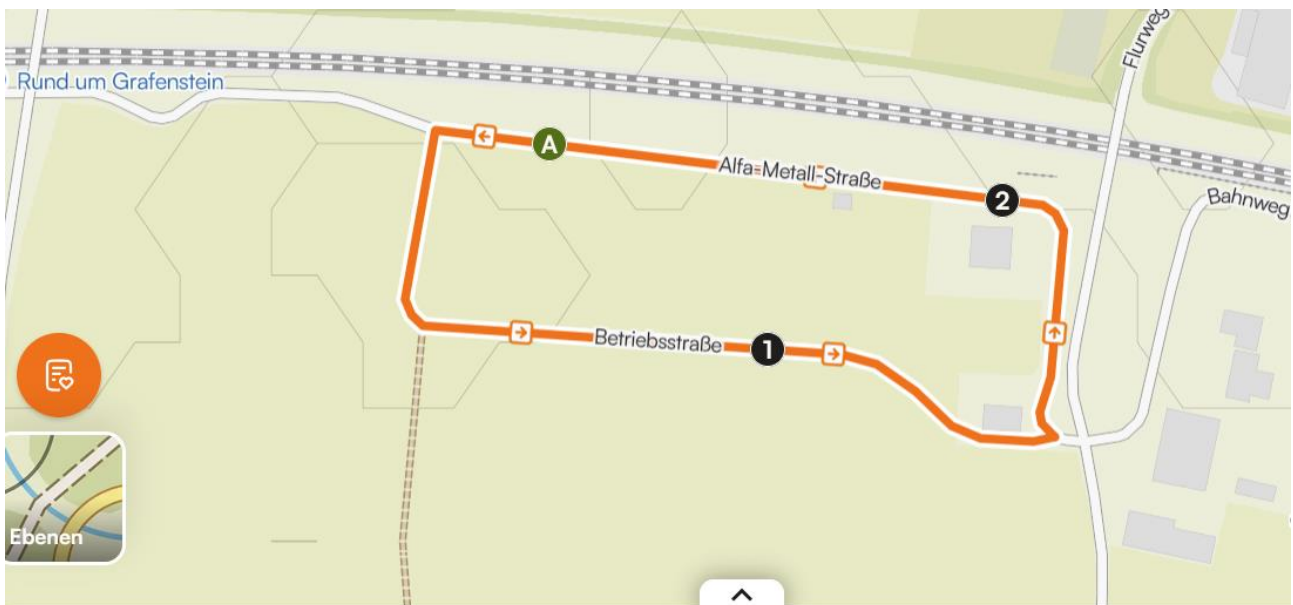 Flurweg
Rund um Grafenstein
A
Alfa-Metall-Straße
2
Bahnweg
Betriebsstraße
1
Ebenen